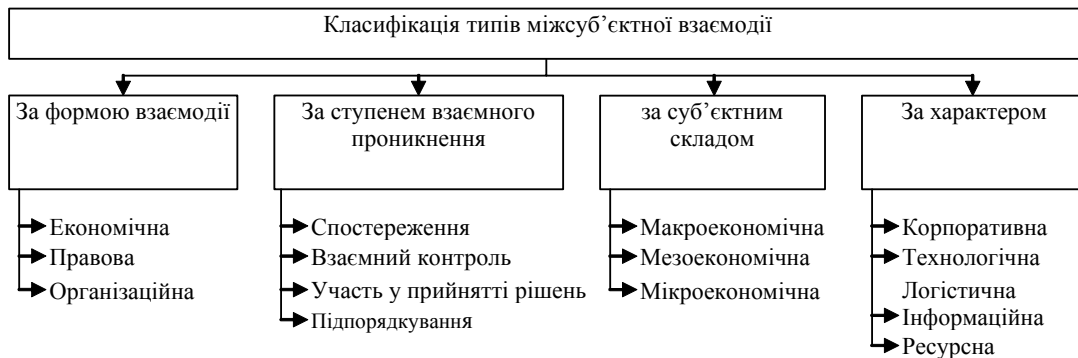 Класифікація типів міжсуб’єктної взаємодії
За формою взаємодії
За ступенем взаємного
проникнення
за суб’єктним
складом
За характером
Економічна
Правова
Організаційна
Спостереження
Взаємний контроль
Участь у прийнятті рішень
Підпорядкування
Макроекономічна
Мезоекономічна
Мікроекономічна
Корпоративна
Технологічна
Логістична
Інформаційна
Ресурсна